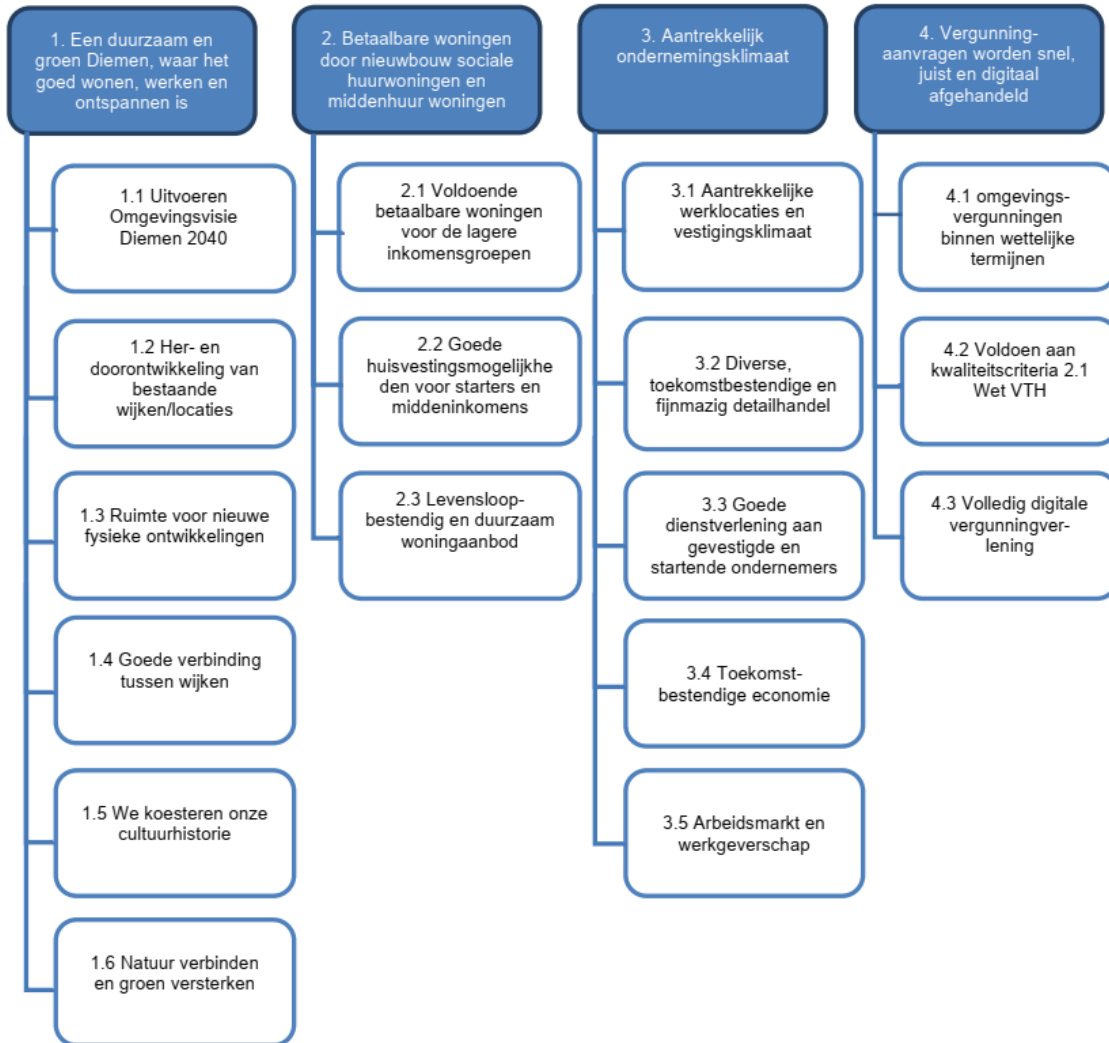 1. Een duurzaam en
groen Diemen, waar het
goed wonen, werken en
ontspannen is
1.1 Uitvoeren
Omgevingsvisie
Diemen 2040
1.2 Her- en
doorontwikkeling van
bestaande
wijken/locaties
1.3 Ruimte voor nieuwe
fysieke ontwikkelingen
1.4 Goede verbinding
tussen wijken
1.5 We koesteren onze
cultuurhistorie
1.6 Natuur verbinden
en groen versterken
2. Betaalbare woningen
door nieuwbouw sociale
huurwoningen en
middenhuur woningen
2.1 Voldoende
betaalbare woningen
voor de lagere
inkomensgroepen
2.2 Goede
huisvestingsmogelijkhe
den voor starters en
middeninkomens
2.3 Levensloop-
bestendig en duurzaam
woningaanbod
3. Aantrekkelijk
ondernemingsklimaat
3.1 Aantrekkelijke
werklocaties en
vestigingsklimaat
3.2 Diverse,
toekomstbestendige en
fijnmazig detailhandel
3.3 Goede
dienstverlening aan
gevestigde en
startende ondernemers
3.4 Toekomst-
bestendige economie
3.5 Arbeidsmarkt en
werkgeverschap
4. Vergunning-
aanvragen worden snel,
juist en digitaal
afgehandeld
4.1 omgevings-
vergunningen
binnen wettelijke
termijnen
4.2 Voldoen aan
kwaliteitscriteria 2.1
Wet VTH
4.3 Volledig digitale
vergunningver-
lening